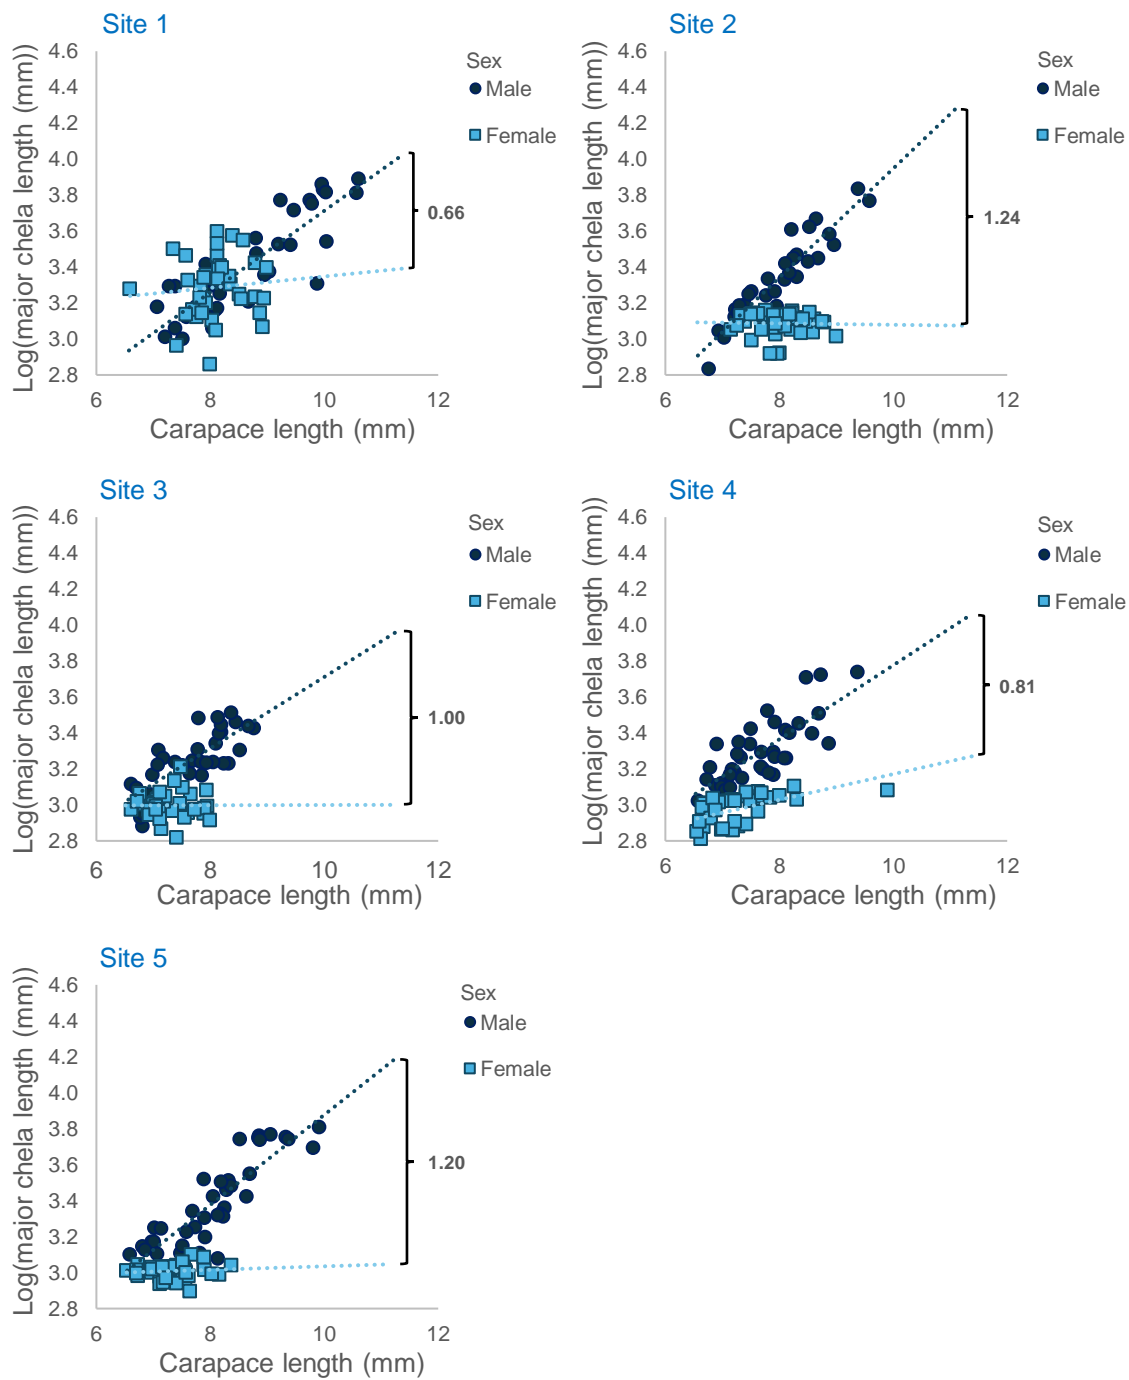 Site 1
Log(major chela length (mm))
4.6
4.4
4.2
4.0
3.8
3.6
3.4
3.2
3.0
2.8
6
8
10
12
Carapace length (mm)
Sex
Male
Female
0.66
Site 2
Log(major chela length (mm))
4.6
4.4
4.2
4.0
3.8
3.6
3.4
3.2
3.0
2.8
6
8
10
12
Carapace length (mm)
Sex
Male
Female
1.24
Site 3
Log(major chela length (mm))
4.6
4.4
4.2
4.0
3.8
3.6
3.4
3.2
3.0
2.8
6
8
10
12
Carapace length (mm)
Sex
Male
Female
1.00
Site 4
Log(major chela length (mm))
4.6
4.4
4.2
4.0
3.8
3.6
3.4
3.2
3.0
2.8
6
8
10
12
Carapace length (mm)
Sex
Male
Female
0.81
Site 5
Log(major chela length (mm))
4.6
4.4
4.2
4.0
3.8
3.6
3.4
3.2
3.0
2.8
6
8
10
12
Carapace length (mm)
Sex
Male
Female
1.20